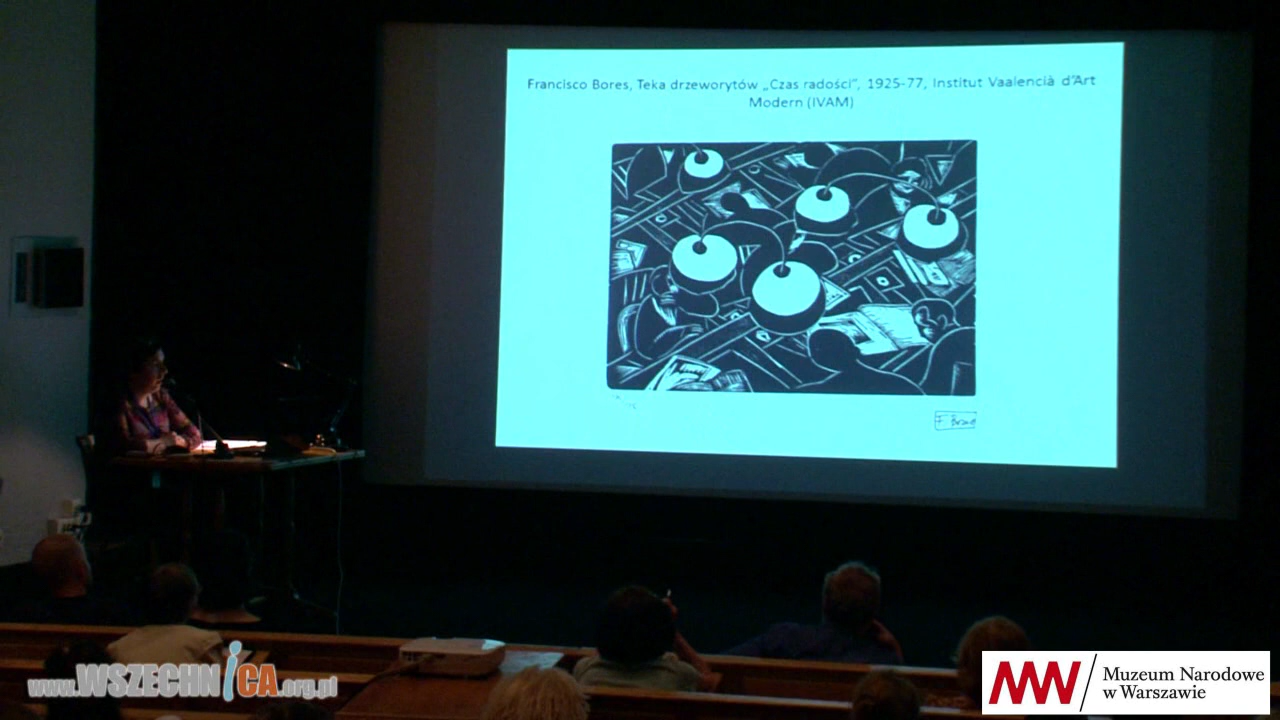 Francisco Bores, Teka drzeworytów „Czas radości”, 1925-77, Institut Vaalencià d’Art
Modern (IVAM)
www.WSZECHNICA.org.pl
MW
Muzeum Narodowe
w Warszawie